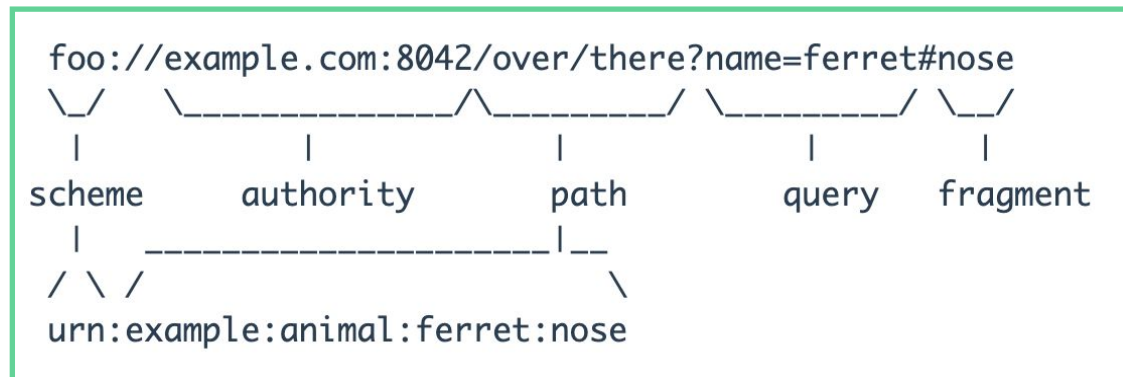 foo://example.com:8042/over/there?name=ferret#nose
\_/   \______________/\_________/ \_________/ \__/
 |           |            |            |        |
scheme     authority       path        query   fragment
 |   _____________________|__
/ \ /                        \
urn:example:animal:ferret:nose